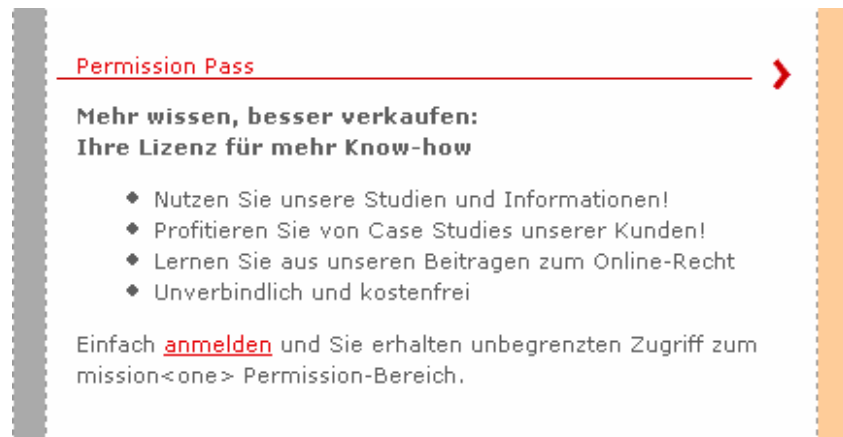 Permission Pass
Mehr wissen, besser verkaufen:
Ihre Lizenz für mehr Know-how
Nutzen Sie unsere Studien und Informationen!
Profitieren Sie von Case Studies unserer Kunden!
Lernen Sie aus unseren Beitragen zum Online-Recht
Unverbindlich und kostenfrei
Einfach anmelden und Sie erhalten unbegrenzten Zugriff zum
mission<one> Permission-Bereich.